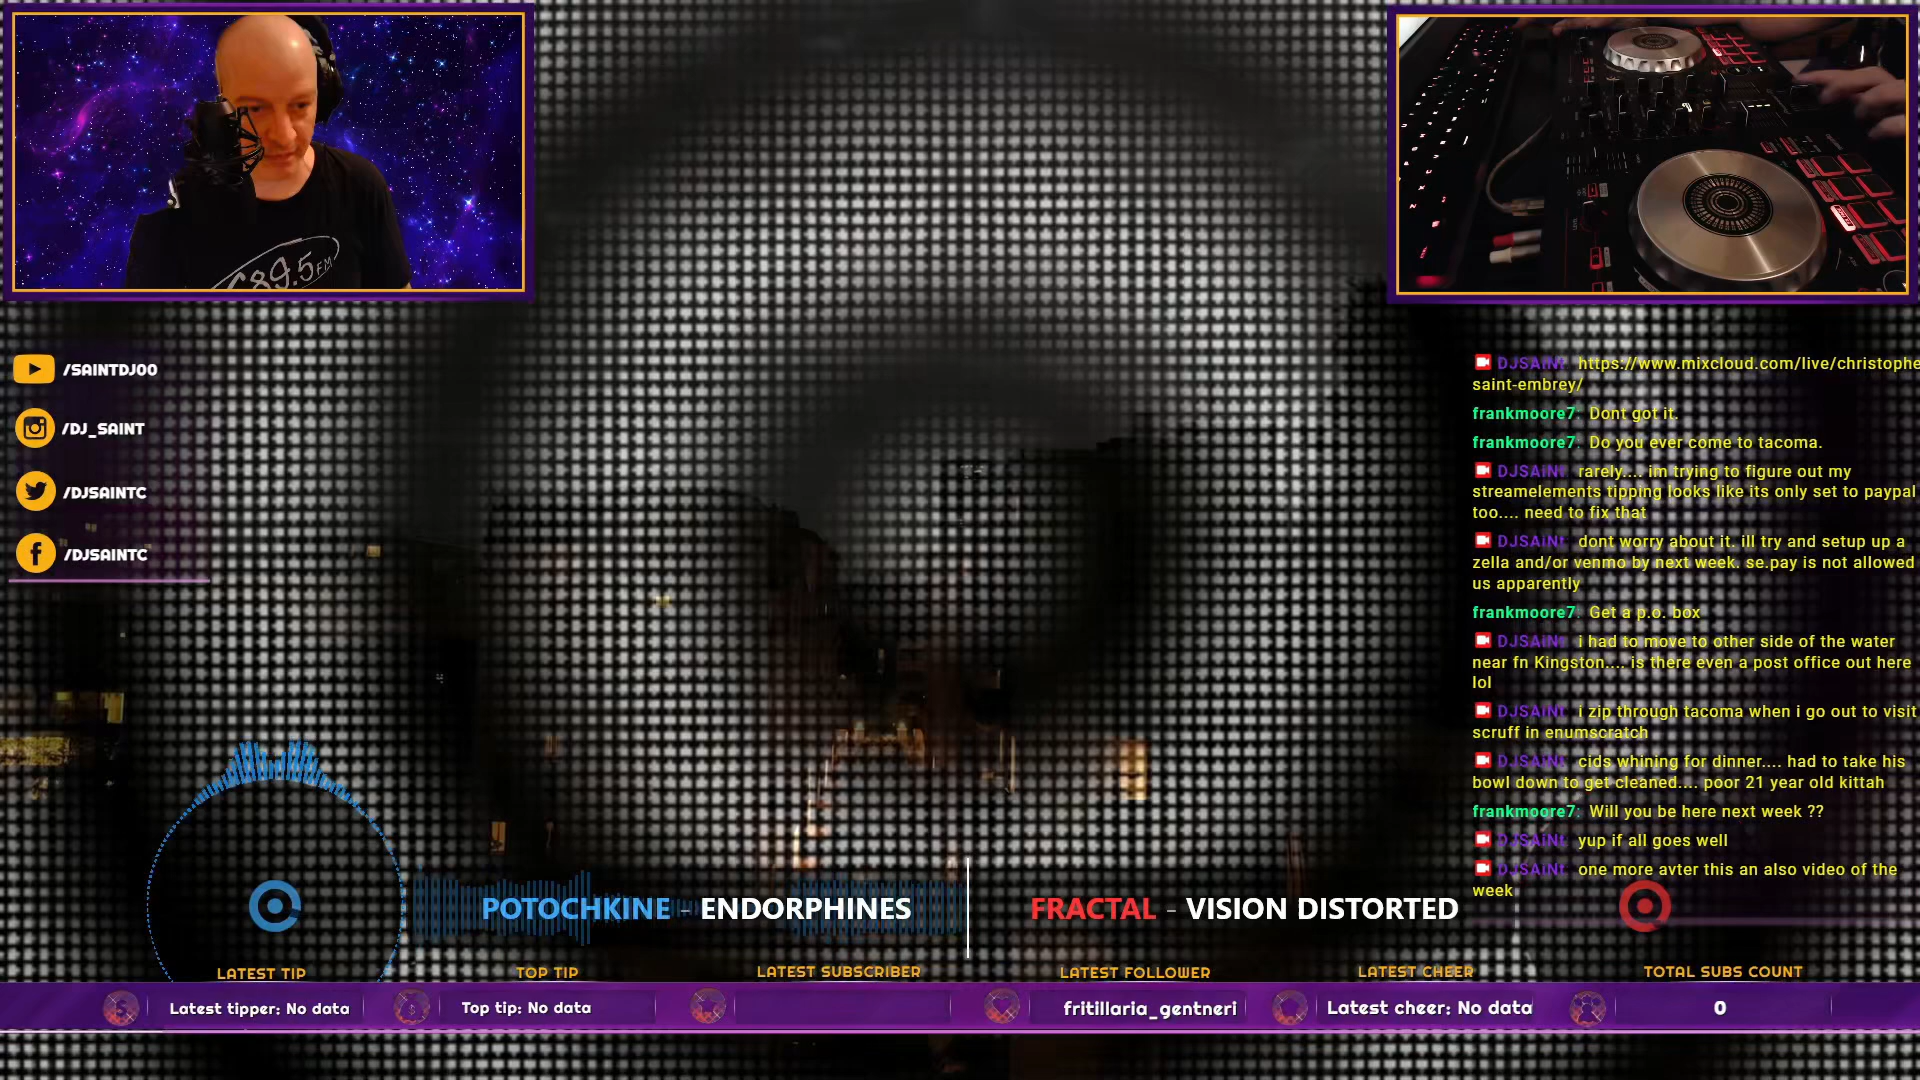 C89.5 FM
/SAINTDJ00
/DJ_SAINT
/DJSAINTC
/DJSAINTC
DJSAiNt: https://www.mixcloud.com/live/christophe
saint-embrey/
frankmoore7: Dont got it.
frankmoore7: Do you ever come to tacoma.
DJSAiNt: rarely.... im trying to figure out my
streamelements tipping looks like its only set to paypal
too.... need to fix that
DJSAiNt: dont worry about it. ill try and setup up a
zella and/or venmo by next week. se.pay is not allowed
us apparently
frankmoore7: Get a p.o. box
DJSAiNt: i had to move to other side of the water
near fn Kingston.... is there even a post office out here
lol
DJSAiNt: i zip through tacoma when i go out to visit
scruff in enumscratch
DJSAiNt: cids whining for dinner.... had to take his
bowl down to get cleaned.... poor 21 year old kittah
frankmoore7: Will you be here next week ??
DJSAiNt: yup if all goes well
DJSAiNt: one more avter this an also video of the
week
POTOCHKINE - ENDORPHINES
FRACTAL - VISION DISTORTED
LATEST TIP
TOP TIP
LATEST SUBSCRIBER
LATEST FOLLOWER
LATEST CHEER
TOTAL SUBS COUNT
Latest tipper: No data
Top tip: No data
fritillaria_gentneri
Latest cheer: No data
0